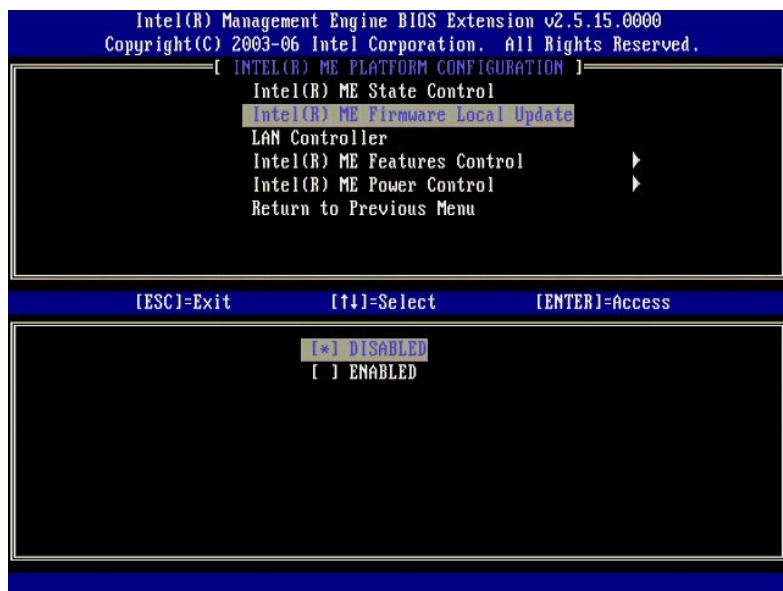 Intel(R) Management Engine BIOS Extension v2.5.15.0000
Copyright(C) 2003-06 Intel Corporation. All Rights Reserved.
[ INTEL(R) ME PLATFORM CONFIGURATION ]
Intel(R) ME State Control
Intel(R) ME Firmware Local Update
LAN Controller
Intel(R) ME Features Control
Intel(R) ME Power Control
Return to Previous Menu
[ESC]=Exit [↑↓]=Select [ENTER]=Access
[*] DISABLED
[ ] ENABLED